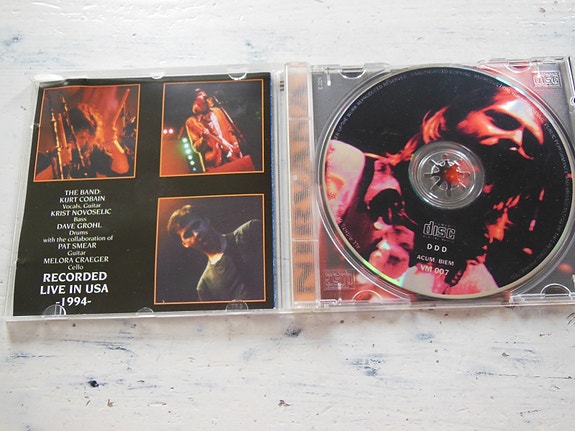 THE BAND:
KURT COBAIN
Vocals, Guitar
KRIST NOVOSELIC
Bass
DAVE GROHL
Drums
with the collaboration of
PAT SMEAR
Guitar
MELORA CRAEGER
Cello
RECORDED
LIVE IN USA
-1994-
NIRVANA
disc
DDD
ACUM BIEM
VM 007